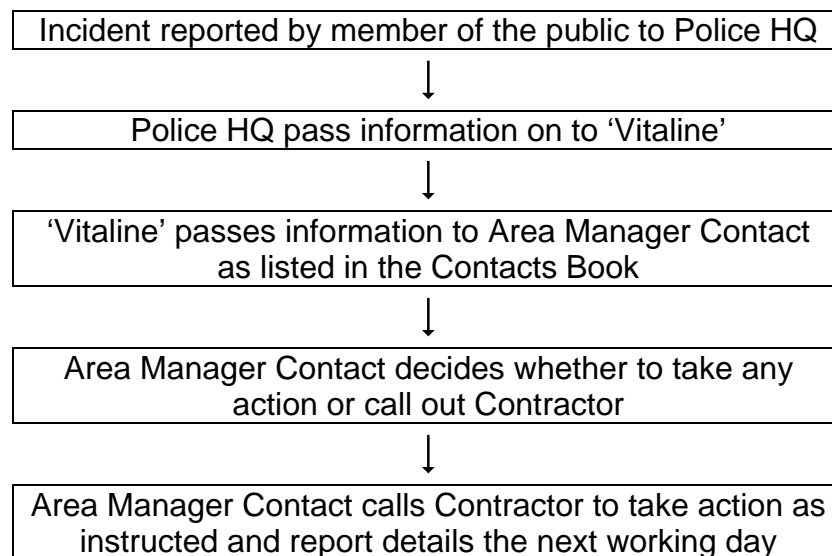 Incident reported by member of the public to Police HQ
Police HQ pass information on to ‘Vitaline’
‘Vitaline’ passes information to Area Manager Contact
as listed in the Contacts Book
Area Manager Contact decides whether to take any
action or call out Contractor
Area Manager Contact calls Contractor to take action as
instructed and report details the next working day